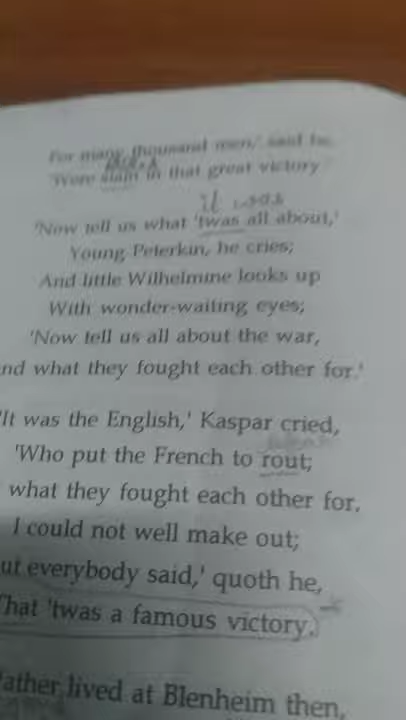 For many thousand men,' said he,
'Were slain in that great victory
it was
'Now tell us what 'twas all about,'
Young Peterkin, he cries;
And little Wilhelmine looks up
With wonder-waiting eyes;
'Now tell us all about the war,
nd what they fought each other for.'
'It was the English,' Kaspar cried,
'Who put the French to rout;
what they fought each other for,
I could not well make out;
ut everybody said,' quoth he,
That 'twas a famous victory.
ather lived at Blenheim then,